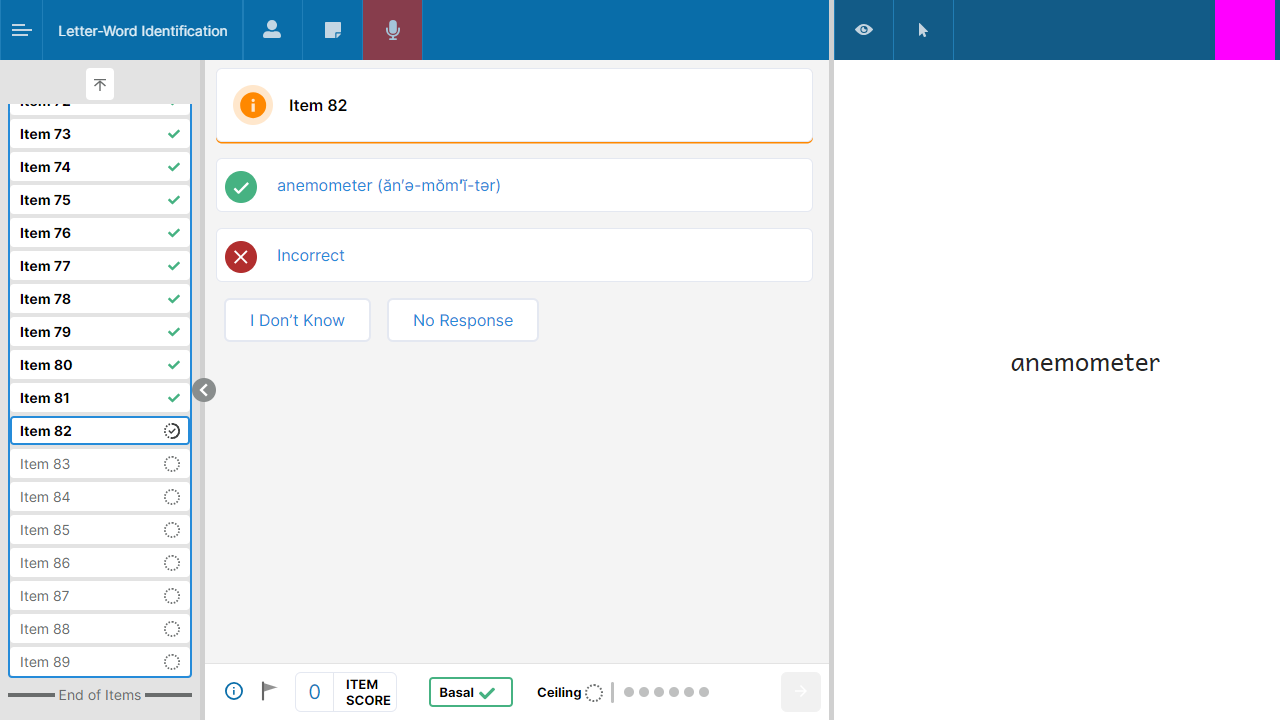 Letter-Word Identification
Item 73
Item 74
Item 75
Item 76
Item 77
Item 78
Item 79
Item 80
Item 81
Item 82
Item 83
Item 84
Item 85
Item 86
Item 87
Item 88
Item 89
End of Items
Item 82
anemometer (ăn′ə-mŏm′ĭ-tər)
Incorrect
I Don’t Know
No Response
0 ITEM
SCORE
Basal
Ceiling
anemometer